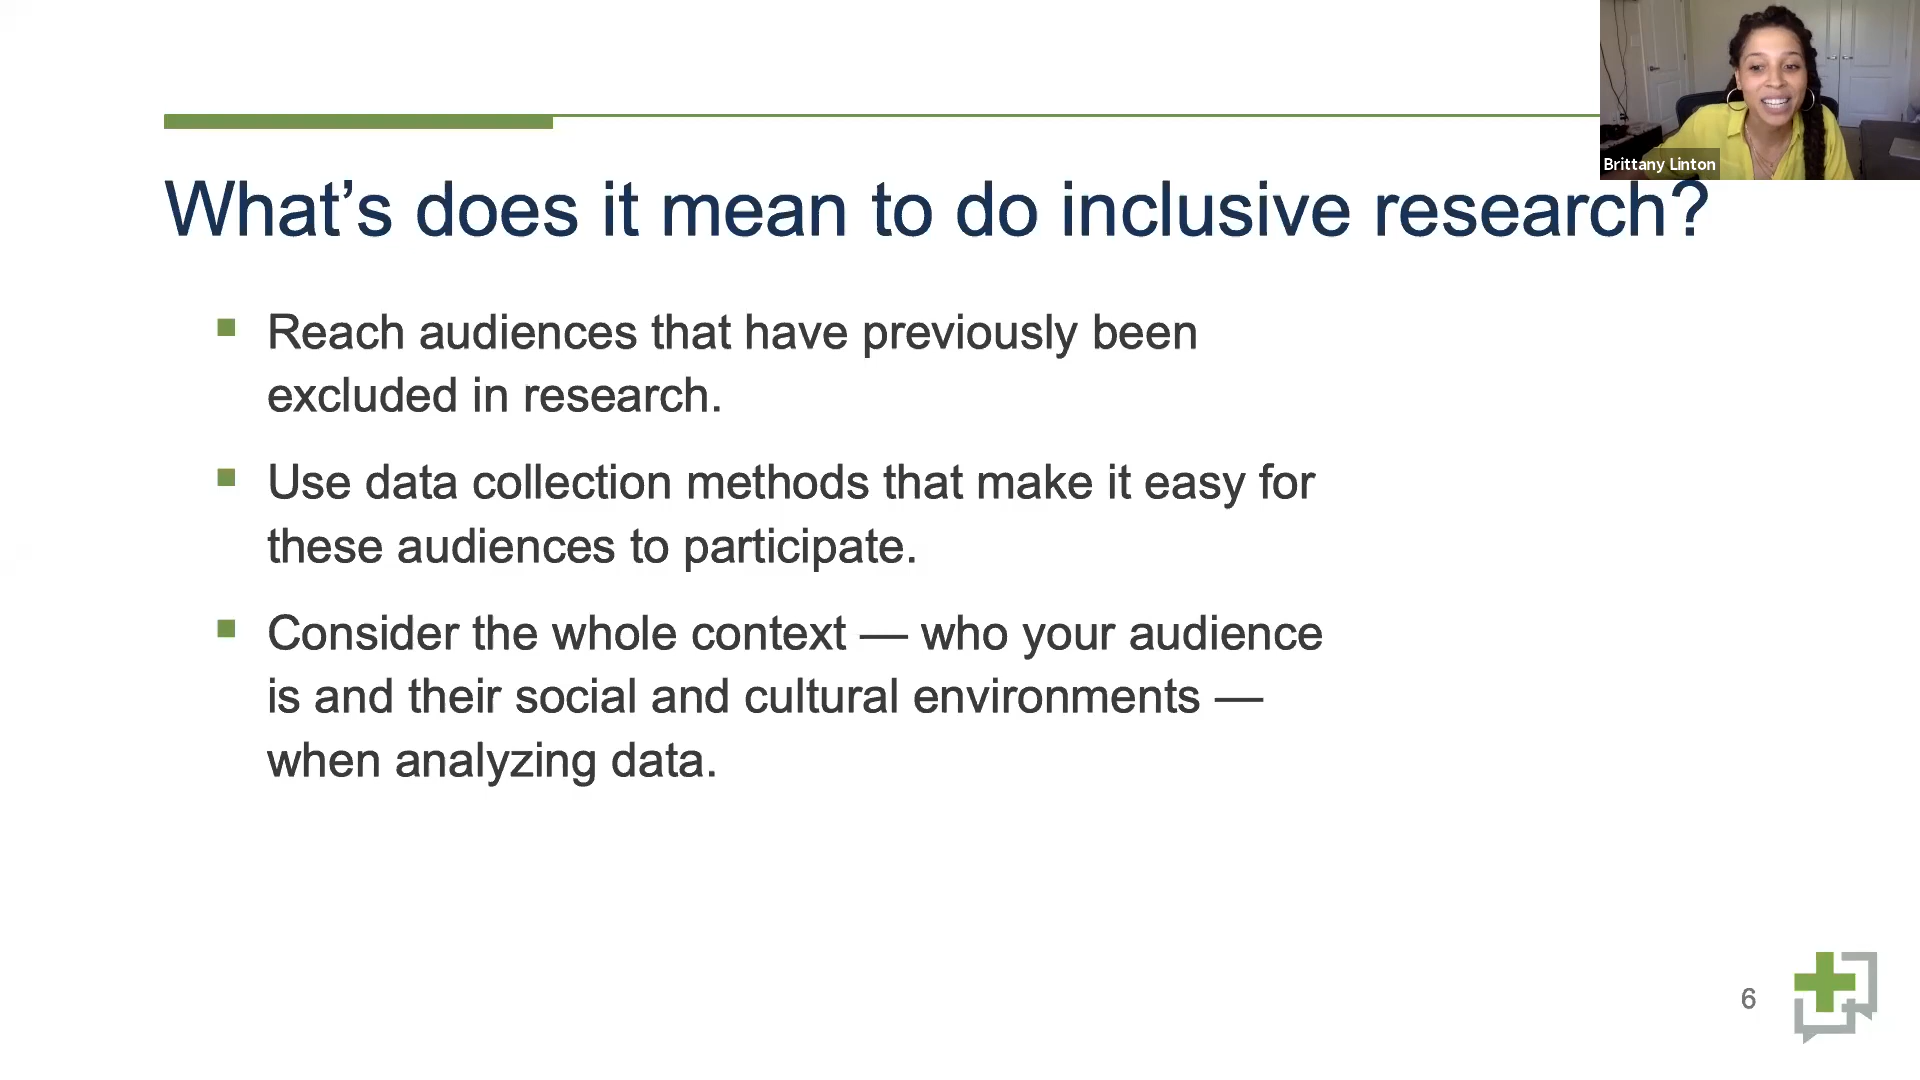 Brittany Linton
What’s does it mean to do inclusive research?
Reach audiences that have previously been
excluded in research.
Use data collection methods that make it easy for
these audiences to participate.
Consider the whole context — who your audience
is and their social and cultural environments —
when analyzing data.
6